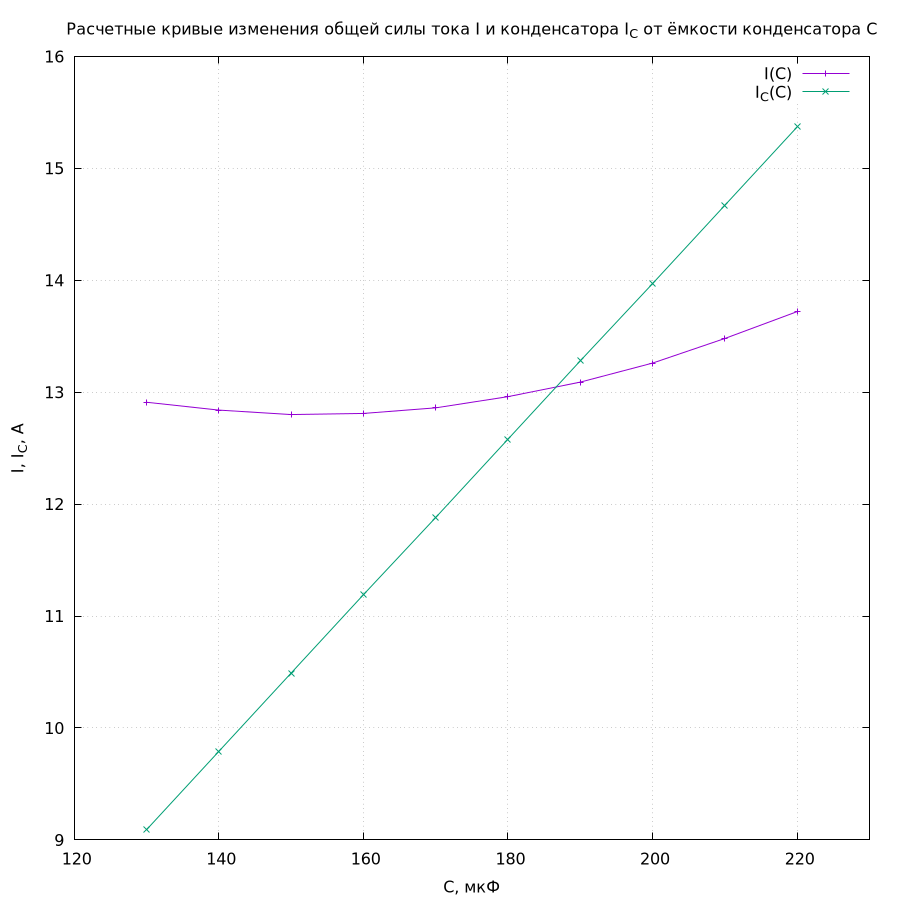 Расчетные кривые изменения общей силы тока I и конденсатора I_C от ёмкости конденсатора C
I(C)
I_C(C)
16
15
14
13
12
11
10
9
I, I_C, А
120 140 160 180 200 220
C, мкФ